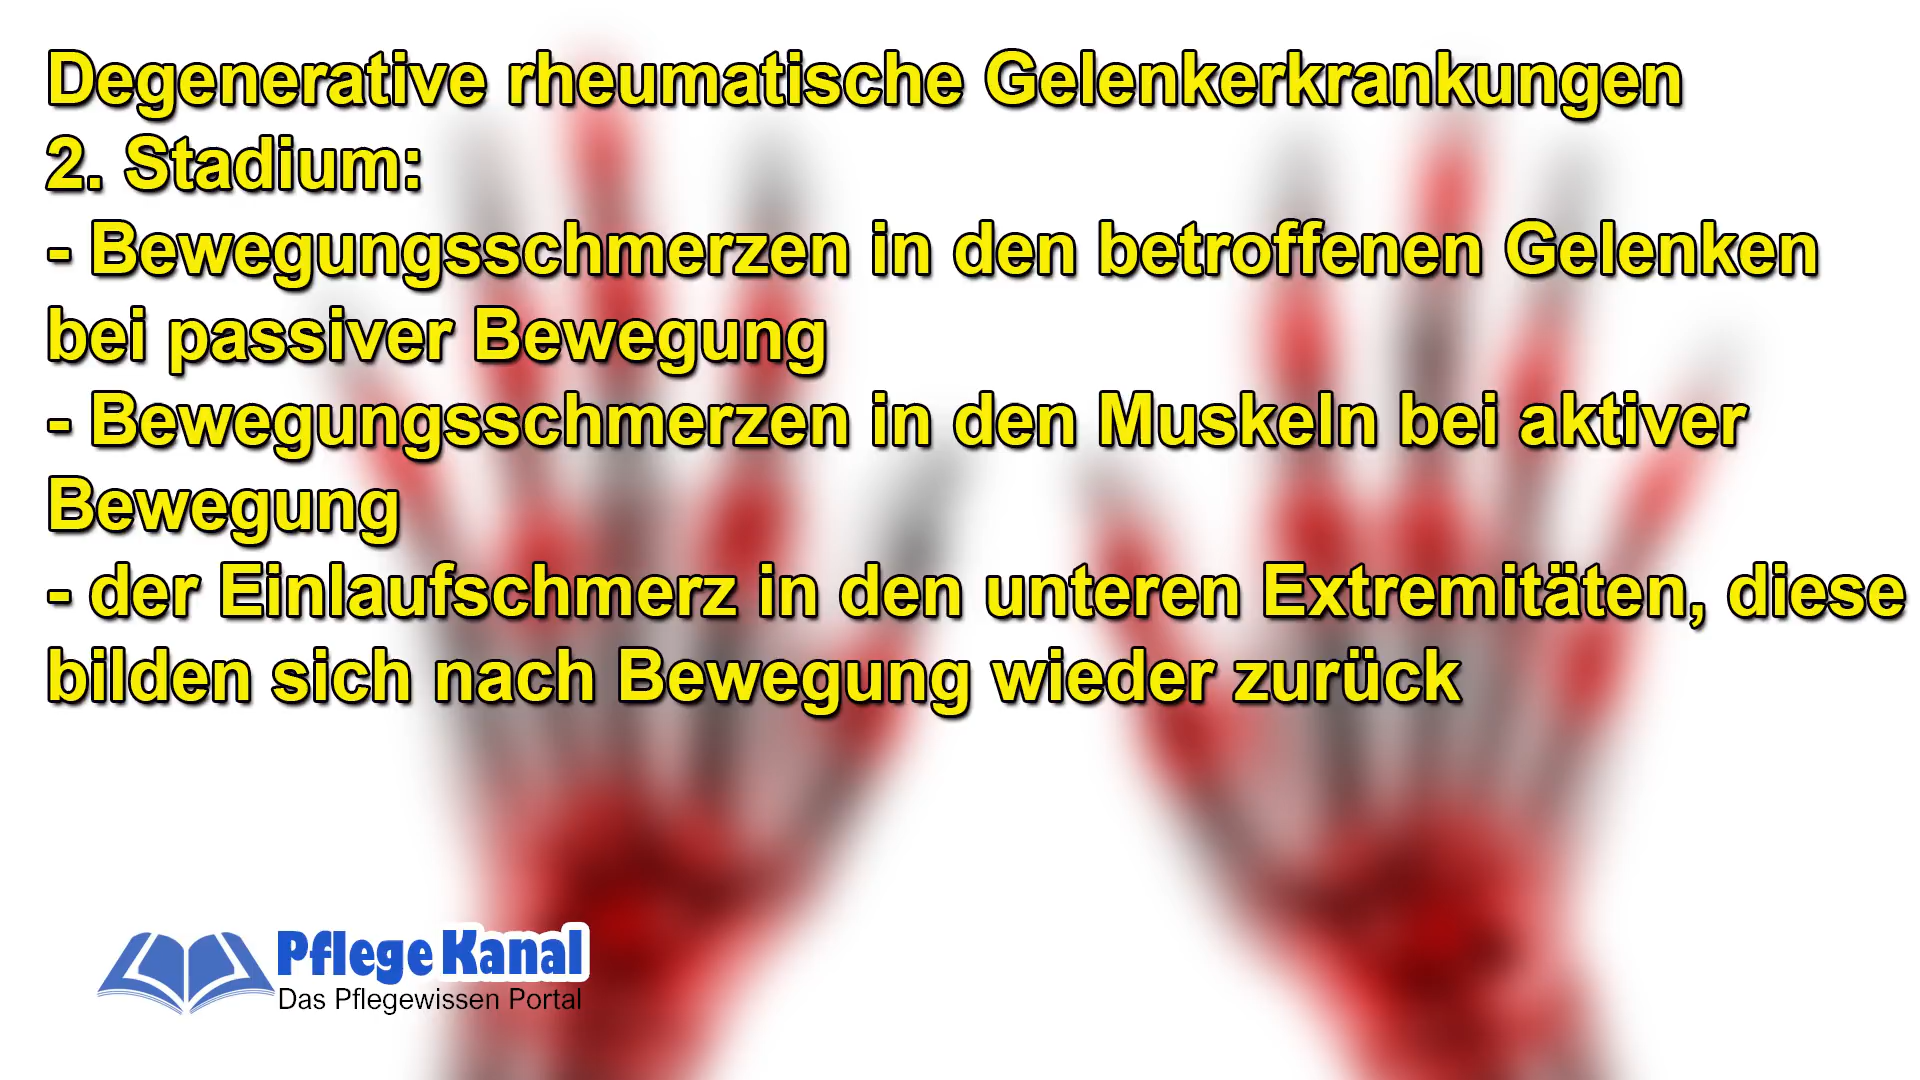 Degenerative rheumatische Gelenkerkrankungen
2. Stadium:
- Bewegungsschmerzen in den betroffenen Gelenken
bei passiver Bewegung
- Bewegungsschmerzen in den Muskeln bei aktiver
Bewegung
- der Einlaufschmerz in den unteren Extremitäten, diese
bilden sich nach Bewegung wieder zurück
Pflege Kanal
Das Pflegewissen Portal